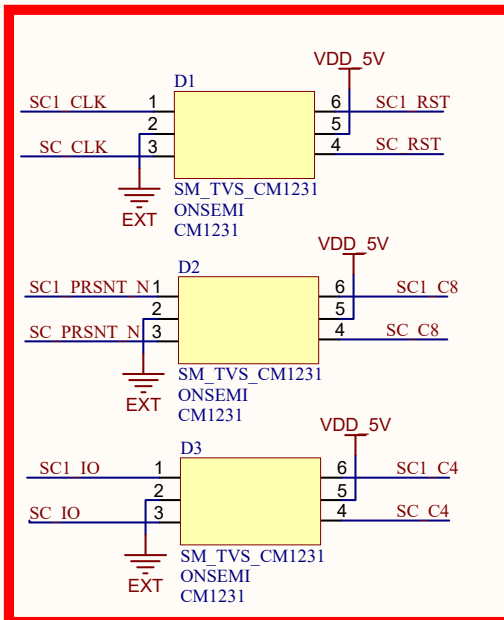 VDD_5V
D1
SC1_CLK 1 6 SC1_RST
2 5
SC_CLK 3 4 SC_RST
SM_TVS_CM1231
EXT ONSEMI
CM1231
VDD_5V
D2
SC1_PRSNT_N 1 6 SC1_C8
2 5
SC_PRSNT_N 3 4 SC_C8
SM_TVS_CM1231
EXT ONSEMI
CM1231
VDD_5V
D3
SC1_IO 1 6 SC1_C4
2 5
SC_IO 3 4 SC_C4
SM_TVS_CM1231
EXT ONSEMI
CM1231